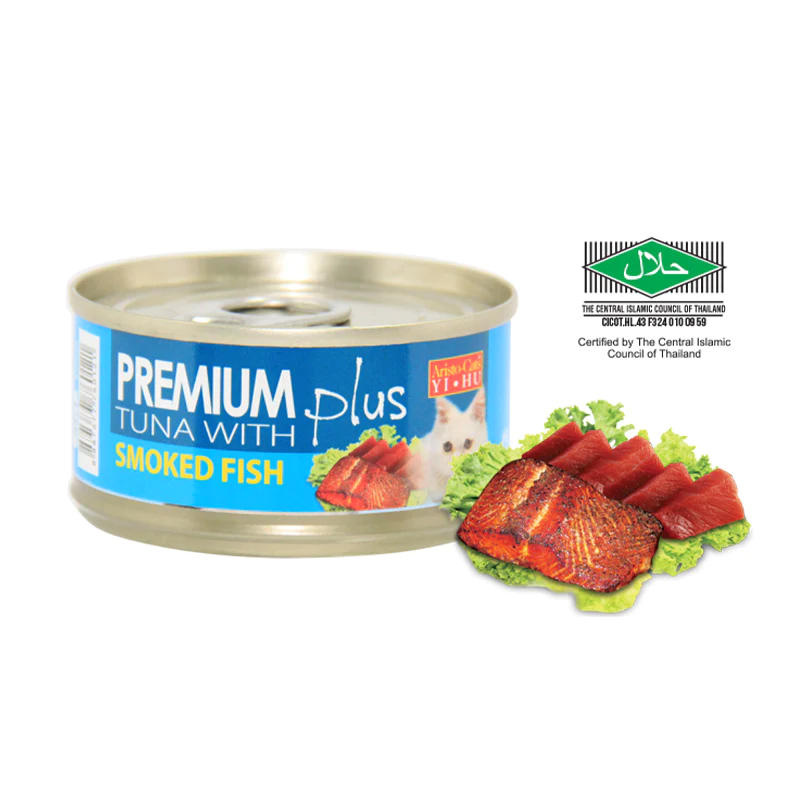 PREMIUM plus
TUNA WITH
SMOKED FISH
Aristo-Cats
YI•HU
حلال
THE CENTRAL ISLAMIC COUNCIL OF THAILAND
CICOT.HL.43 F324 010 09 59
Certified by The Central Islamic
Council of Thailand